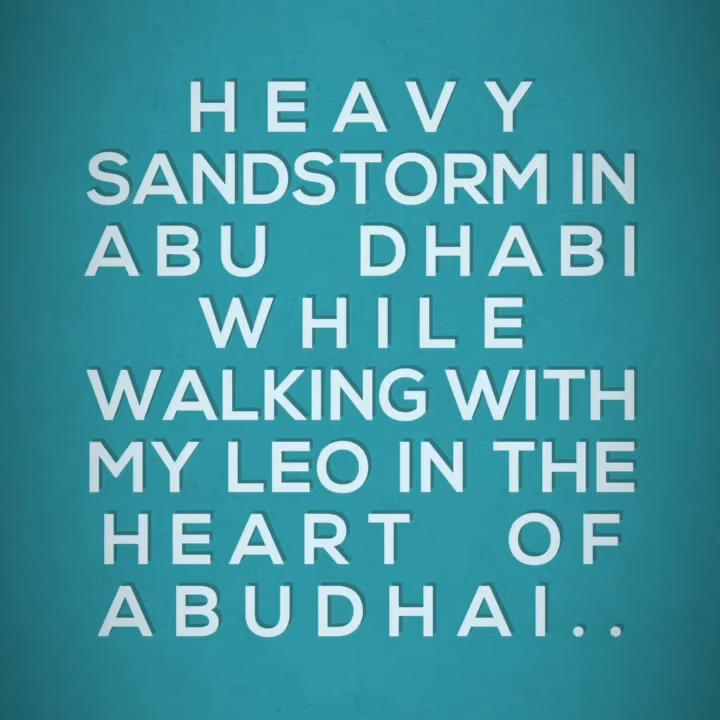 HEAVY
SANDSTORM IN
ABU DHABI
WHILE
WALKING WITH
MY LEO IN THE
HEART OF
ABUDHAI..